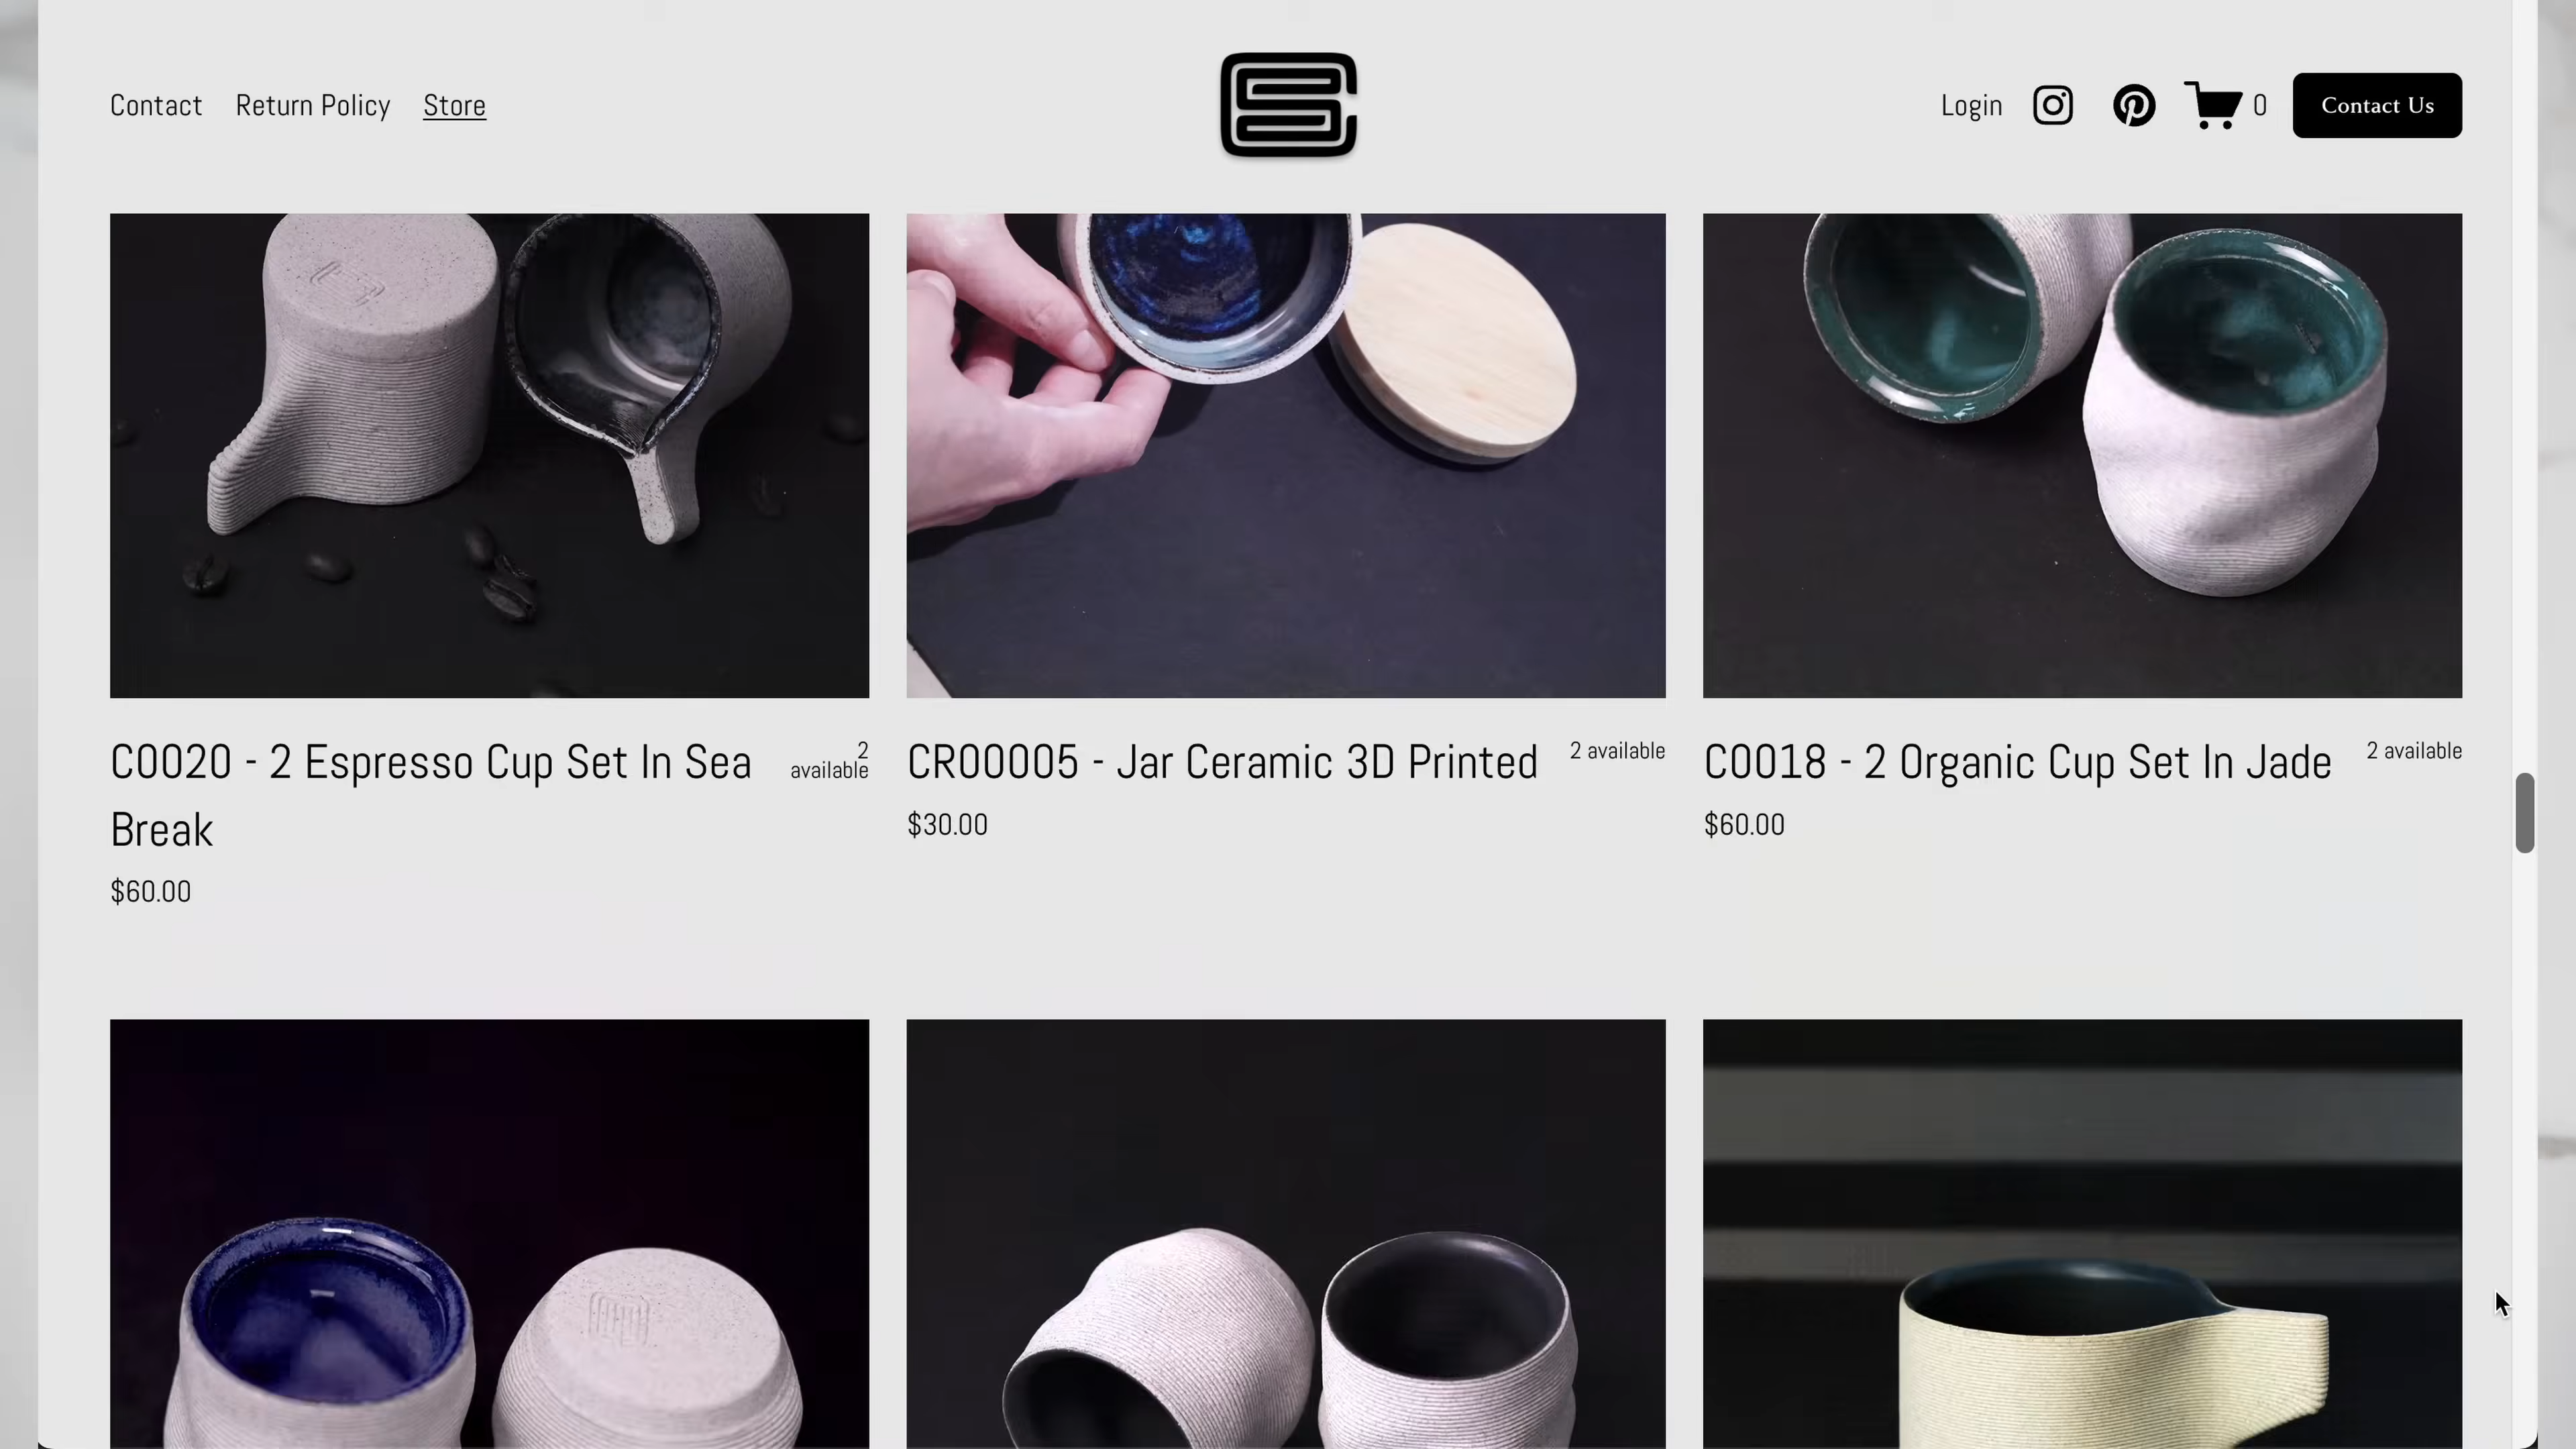 Contact Return Policy Store
Login 0 Contact Us
C0020 - 2 Espresso Cup Set In Sea
Break
2
available
$60.00
CR00005 - Jar Ceramic 3D Printed
2 available
$30.00
C0018 - 2 Organic Cup Set In Jade
2 available
$60.00